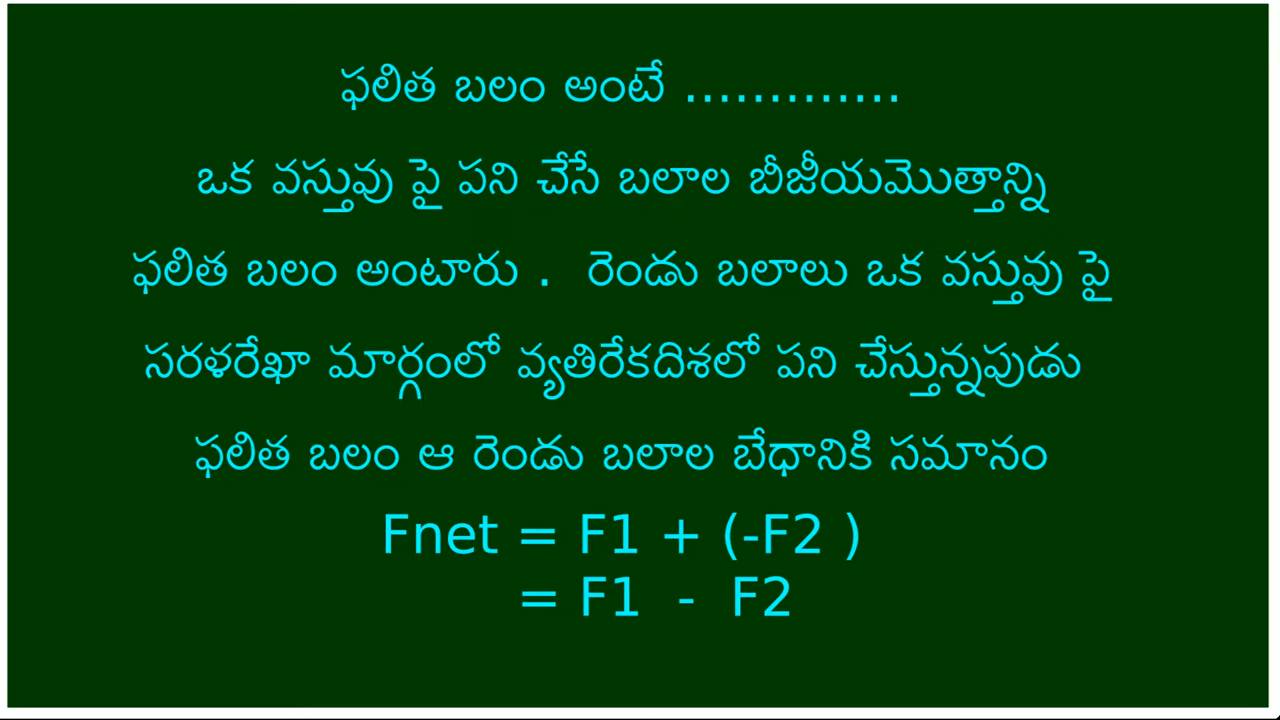 ఫలిత బలం అంటే .............
ఒక వస్తువు పై పని చేసే బలాల బీజీయమొత్తాన్ని
ఫలిత బలం అంటారు .  రెండు బలాలు ఒక వస్తువు పై
సరళరేఖా మార్గంలో వ్యతిరేకదిశలో పని చేస్తున్నపుడు
ఫలిత బలం ఆ రెండు బలాల బేధానికి సమానం
Fnet = F1 + (-F2 )
= F1  -  F2